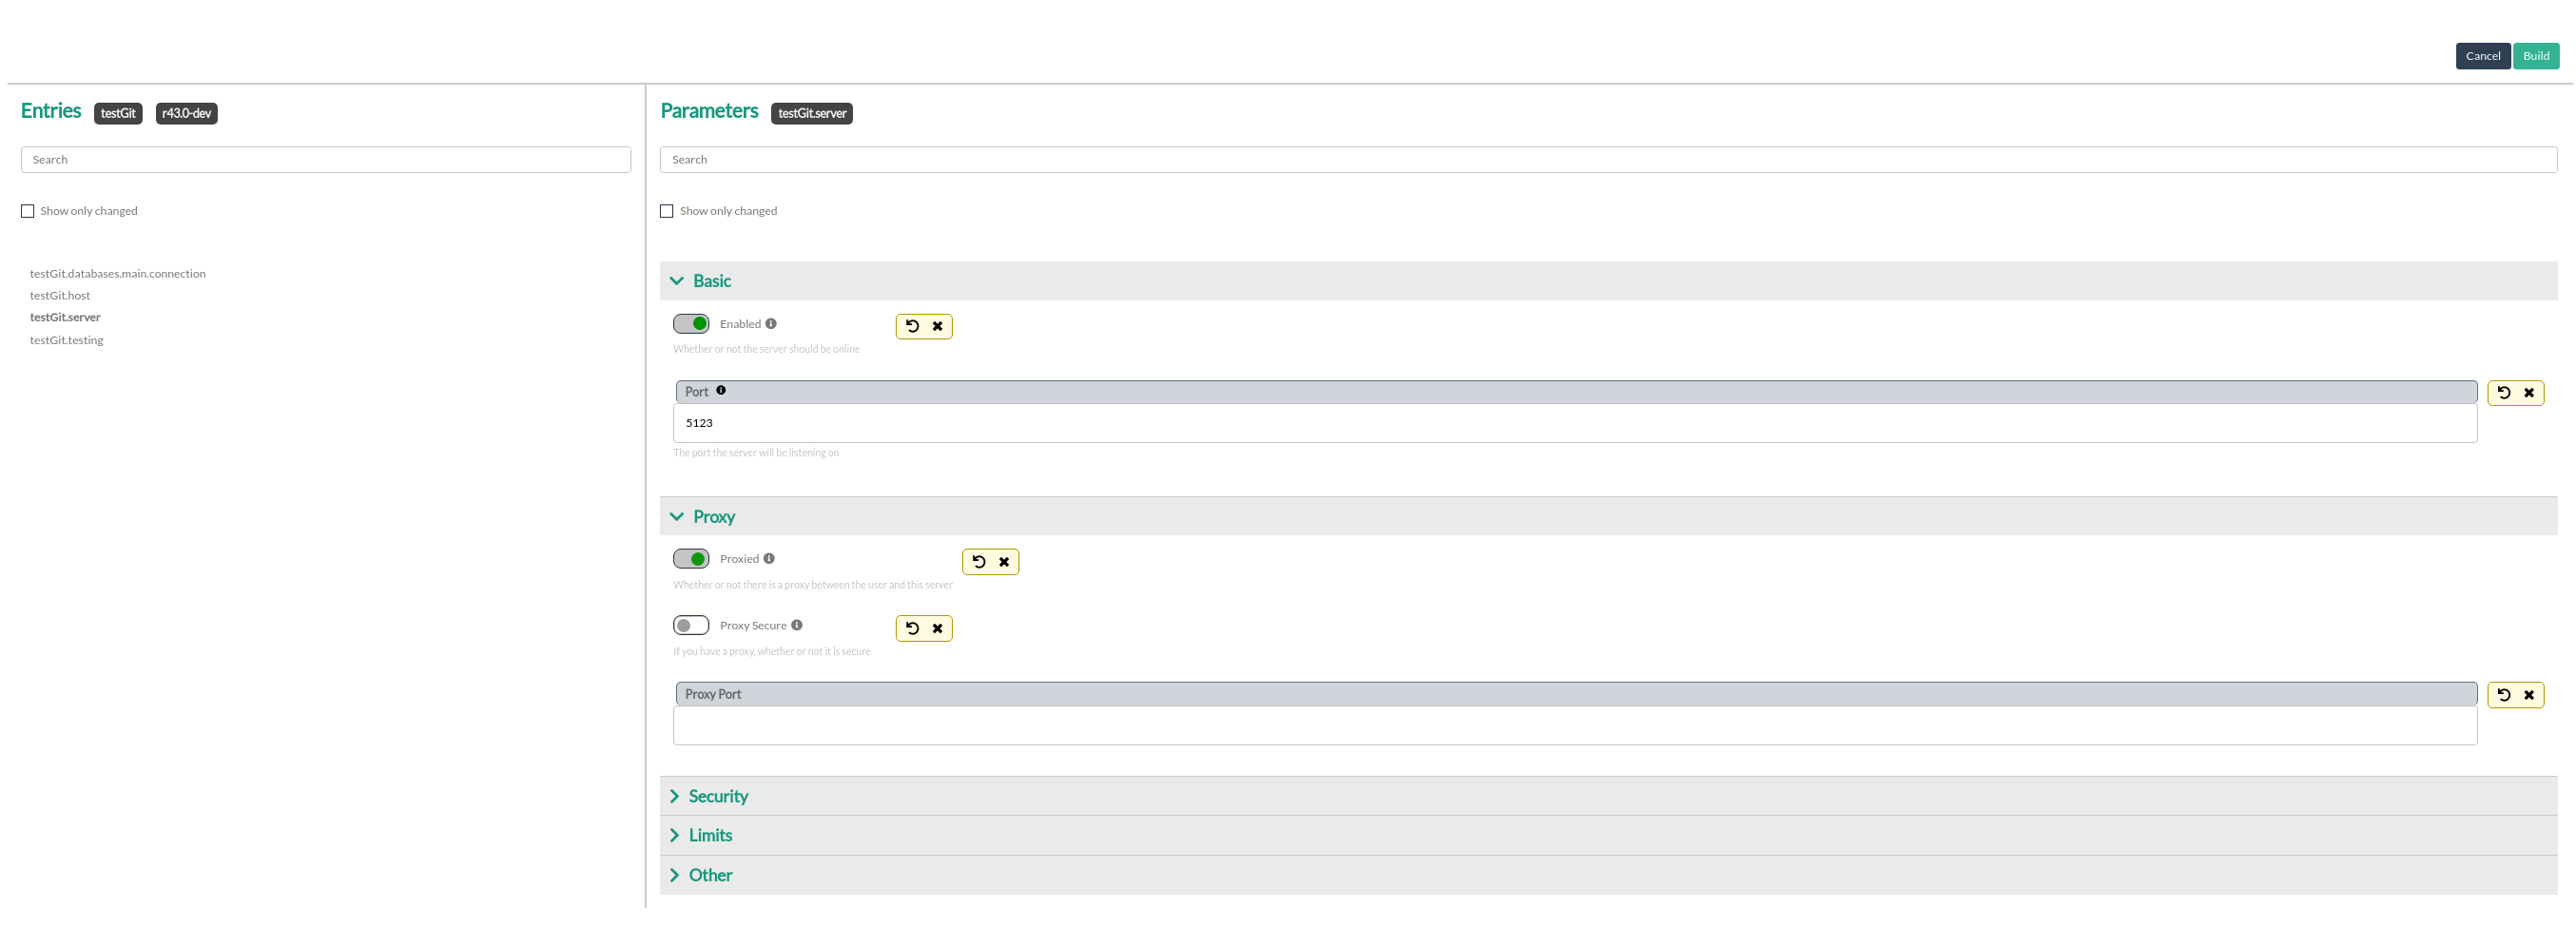 Cancel Build
Entries testGit r43.0-dev
Search
Show only changed
testGit.databases.main.connection
testGit.host
testGit.server
testGit.testing
Parameters testGit.server
Search
Show only changed
Basic
Enabled
Whether or not the server should be online
Port
5123
The port the server will be listening on
Proxy
Proxied
Whether or not there is a proxy between the user and this server
Proxy Secure
If you have a proxy, whether or not it is secure
Proxy Port
Security
Limits
Other